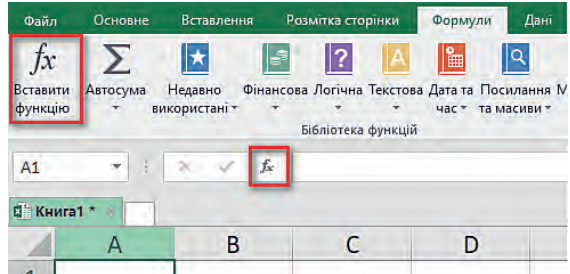 Файл Основне Вставлення Розмітка сторінки Формули Дані
fx Σ ? A
Вставити Автосума Недавно Фінансова Логічна Текстова Дата та Посилання М
функцію використані час та масиви
Бібліотека функцій
A1 fx
Книга1 *
A B C D